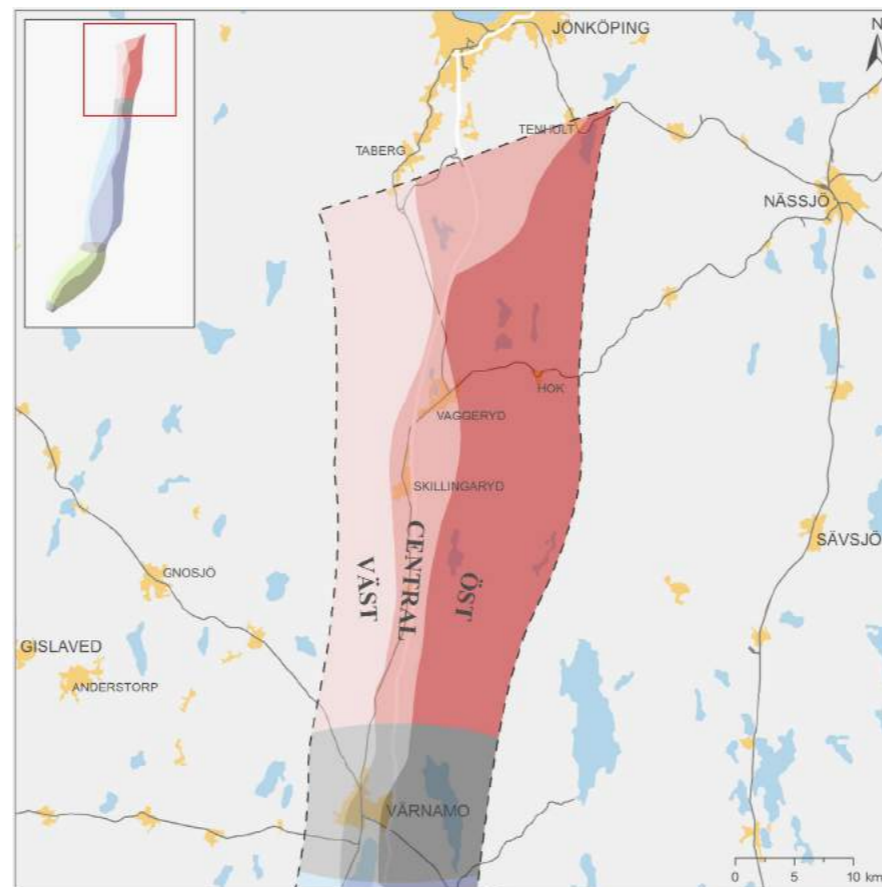 JÖNKÖPING
N
TENHULT
TABERG
NÄSSJÖ
HOK
VAGGERYD
SKILLINGARYD
SÄVSJÖ
VÄST
CENTRAL
ÖST
GNOSJÖ
GISLAVED
ANDERSTORP
VÄRNAMO
0 5 10 km